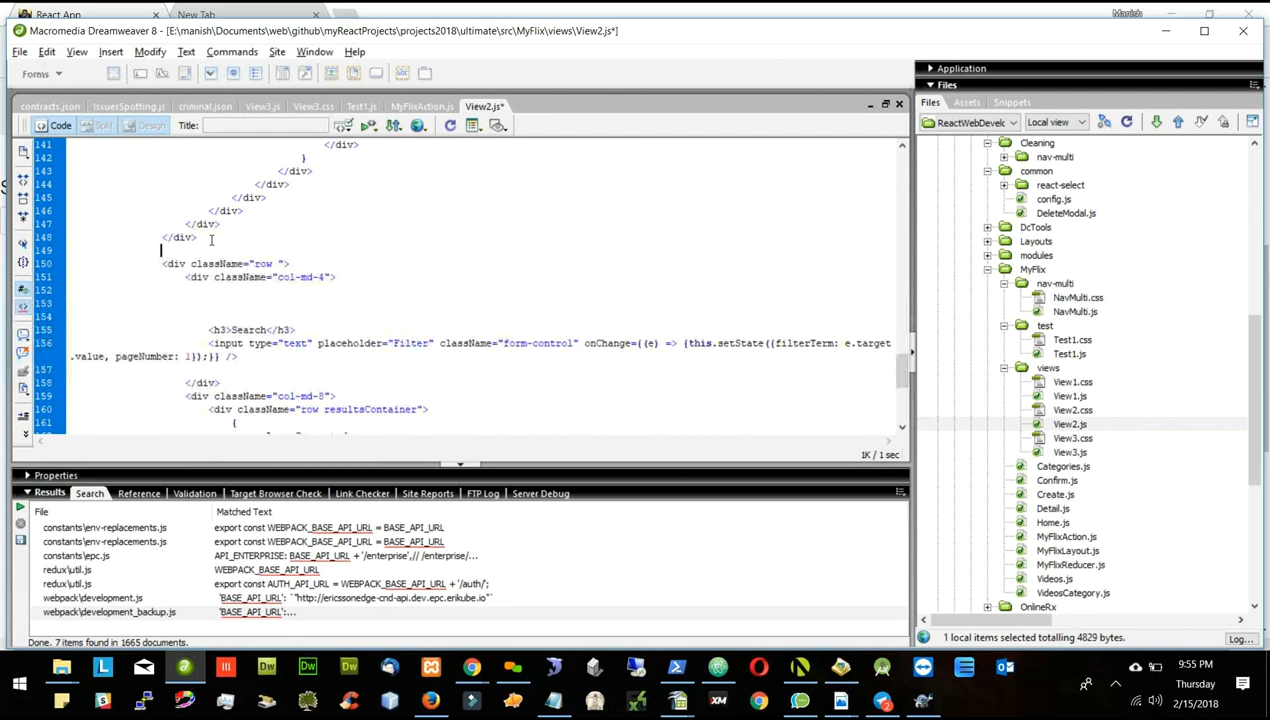 React App
New Tab
Manish
Macromedia Dreamweaver 8 - [E:\manish\Documents\web\github\myReactProjects\projects2018\ultimate\src\MyFlix\views\View2.js*]
File Edit View Insert Modify Text Commands Site Window Help
Forms
contracts.json IssuesSpotting.js criminal.json View3.js View3.css Test1.js MyFlixAction.js View2.js*
Code Split Design Title:
141 </div>
142 }
143 </div>
144 </div>
145 </div>
146 </div>
147 </div>
148 </div>
149
150 <div className="row ">
151 <div className="col-md-4">
152
153
155 <h3>Search</h3>
156 <input type="text" placeholder="Filter" className="form-control" onChange={(e) => {this.setState({filterTerm: e.target
.value, pageNumber: 1});}} />
157
158 </div>
159 <div className="col-md-8">
160 <div className="row resultsContainer">
161 {
1K / 1 sec
Properties
Results Search Reference Validation Target Browser Check Link Checker Site Reports FTP Log Server Debug
File Matched Text
constants\env-replacements.js export const WEBPACK_BASE_API_URL = BASE_API_URL
constants\env-replacements.js export const WEBPACK_BASE_API_URL = BASE_API_URL
constants\epc.js API_ENTERPRISE: BASE_API_URL + '/enterprise',// /enterprise/...
redux\util.js WEBPACK_BASE_API_URL
redux\util.js export const AUTH_API_URL = WEBPACK_BASE_API_URL + '/auth/';
webpack\development.js 'BASE_API_URL': `"http://ericssonedge-cnd-api.dev.epc.erikube.io"`
webpack\development_backup.js 'BASE_API_URL':...
Done. 7 items found in 1665 documents.
Application
Files
Files Assets Snippets
ReactWebDevek Local view
Cleaning
nav-multi
common
react-select
config.js
DeleteModal.js
DcTools
Layouts
modules
MyFlix
nav-multi
NavMulti.css
NavMulti.js
test
Test1.css
Test1.js
views
View1.css
View1.js
View2.css
View2.js
View3.css
View3.js
Categories.js
Confirm.js
Create.js
Detail.js
Home.js
MyFlixAction.js
MyFlixLayout.js
MyFlixReducer.js
Videos.js
VideosCategory.js
OnlineRx
1 local items selected totalling 4829 bytes.
Log...
9:55 PM
Thursday
2/15/2018